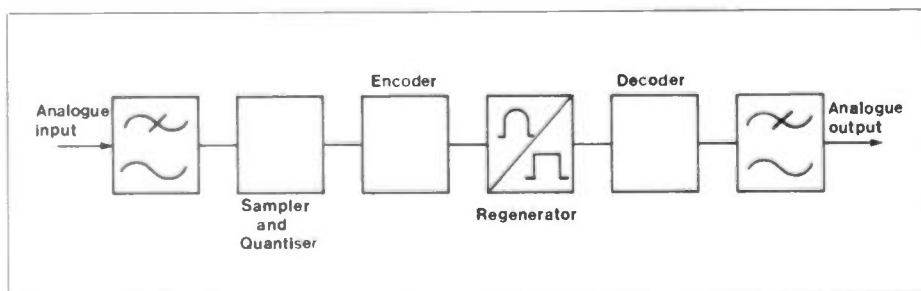 Analogue
input
Sampler
and
Quantiser
Encoder
Regenerator
Decoder
Analogue
output